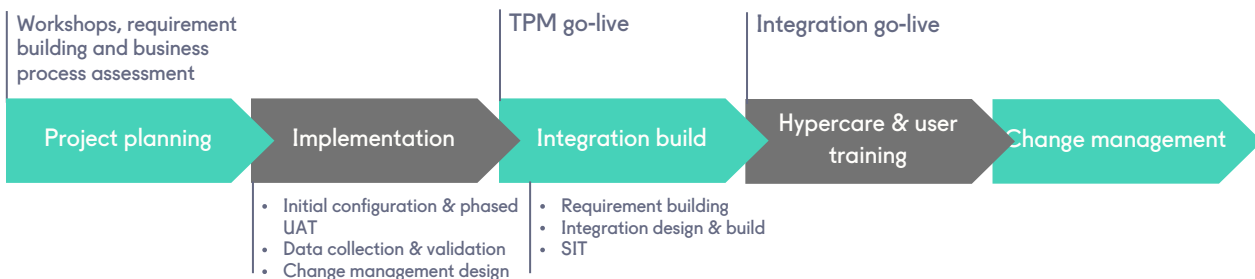 Workshops, requirement
building and business
process assessment
TPM go-live
Integration go-live
Project planning
Implementation
Integration build
Hypercare & user
training
Change management
• Initial configuration & phased
UAT
• Data collection & validation
• Change management design
• Requirement building
• Integration design & build
• SIT